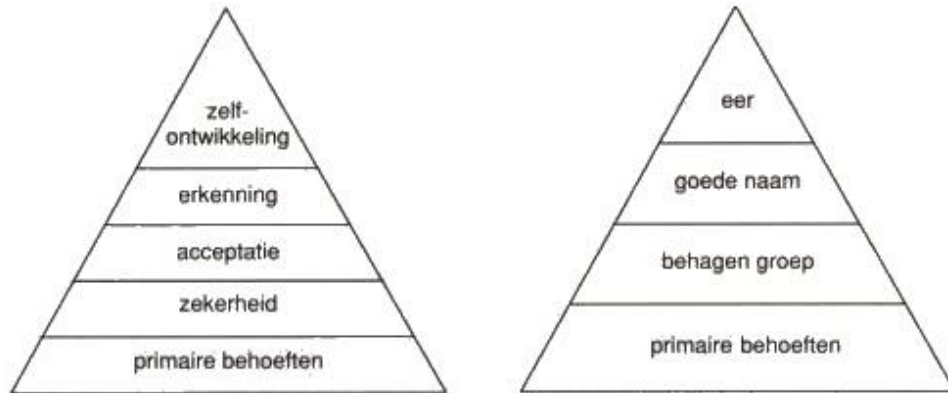 zelf-
ontwikkeling
erkenning
acceptatie
zekerheid
primaire behoeften
eer
goede naam
behagen groep
primaire behoeften